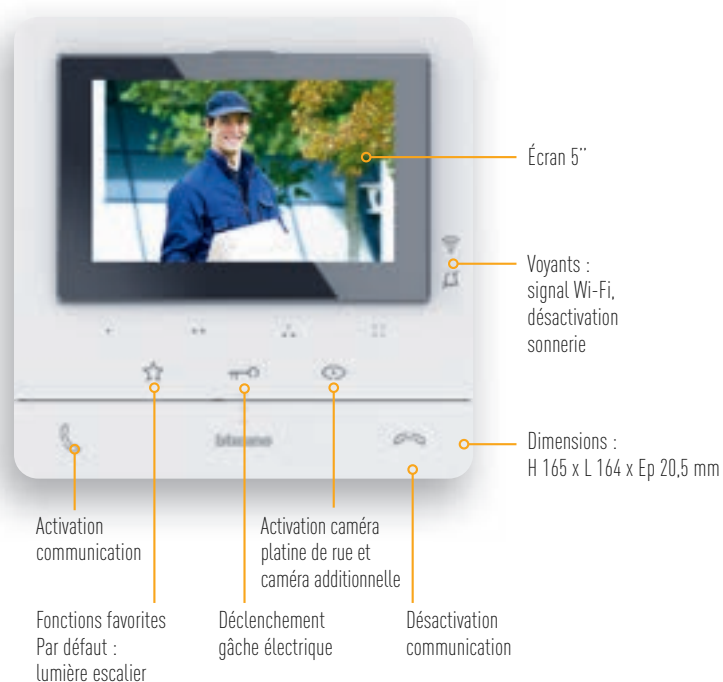 Écran 5¨
Voyants :
signal Wi-Fi,
désactivation
sonnerie
bticino
Dimensions :
H 165 x L 164 x Ep 20,5 mm
Activation
communication
Activation caméra
platine de rue et
caméra additionnelle
Fonctions favorites
Par défaut :
lumière escalier
Déclenchement
gâche électrique
Désactivation
communication